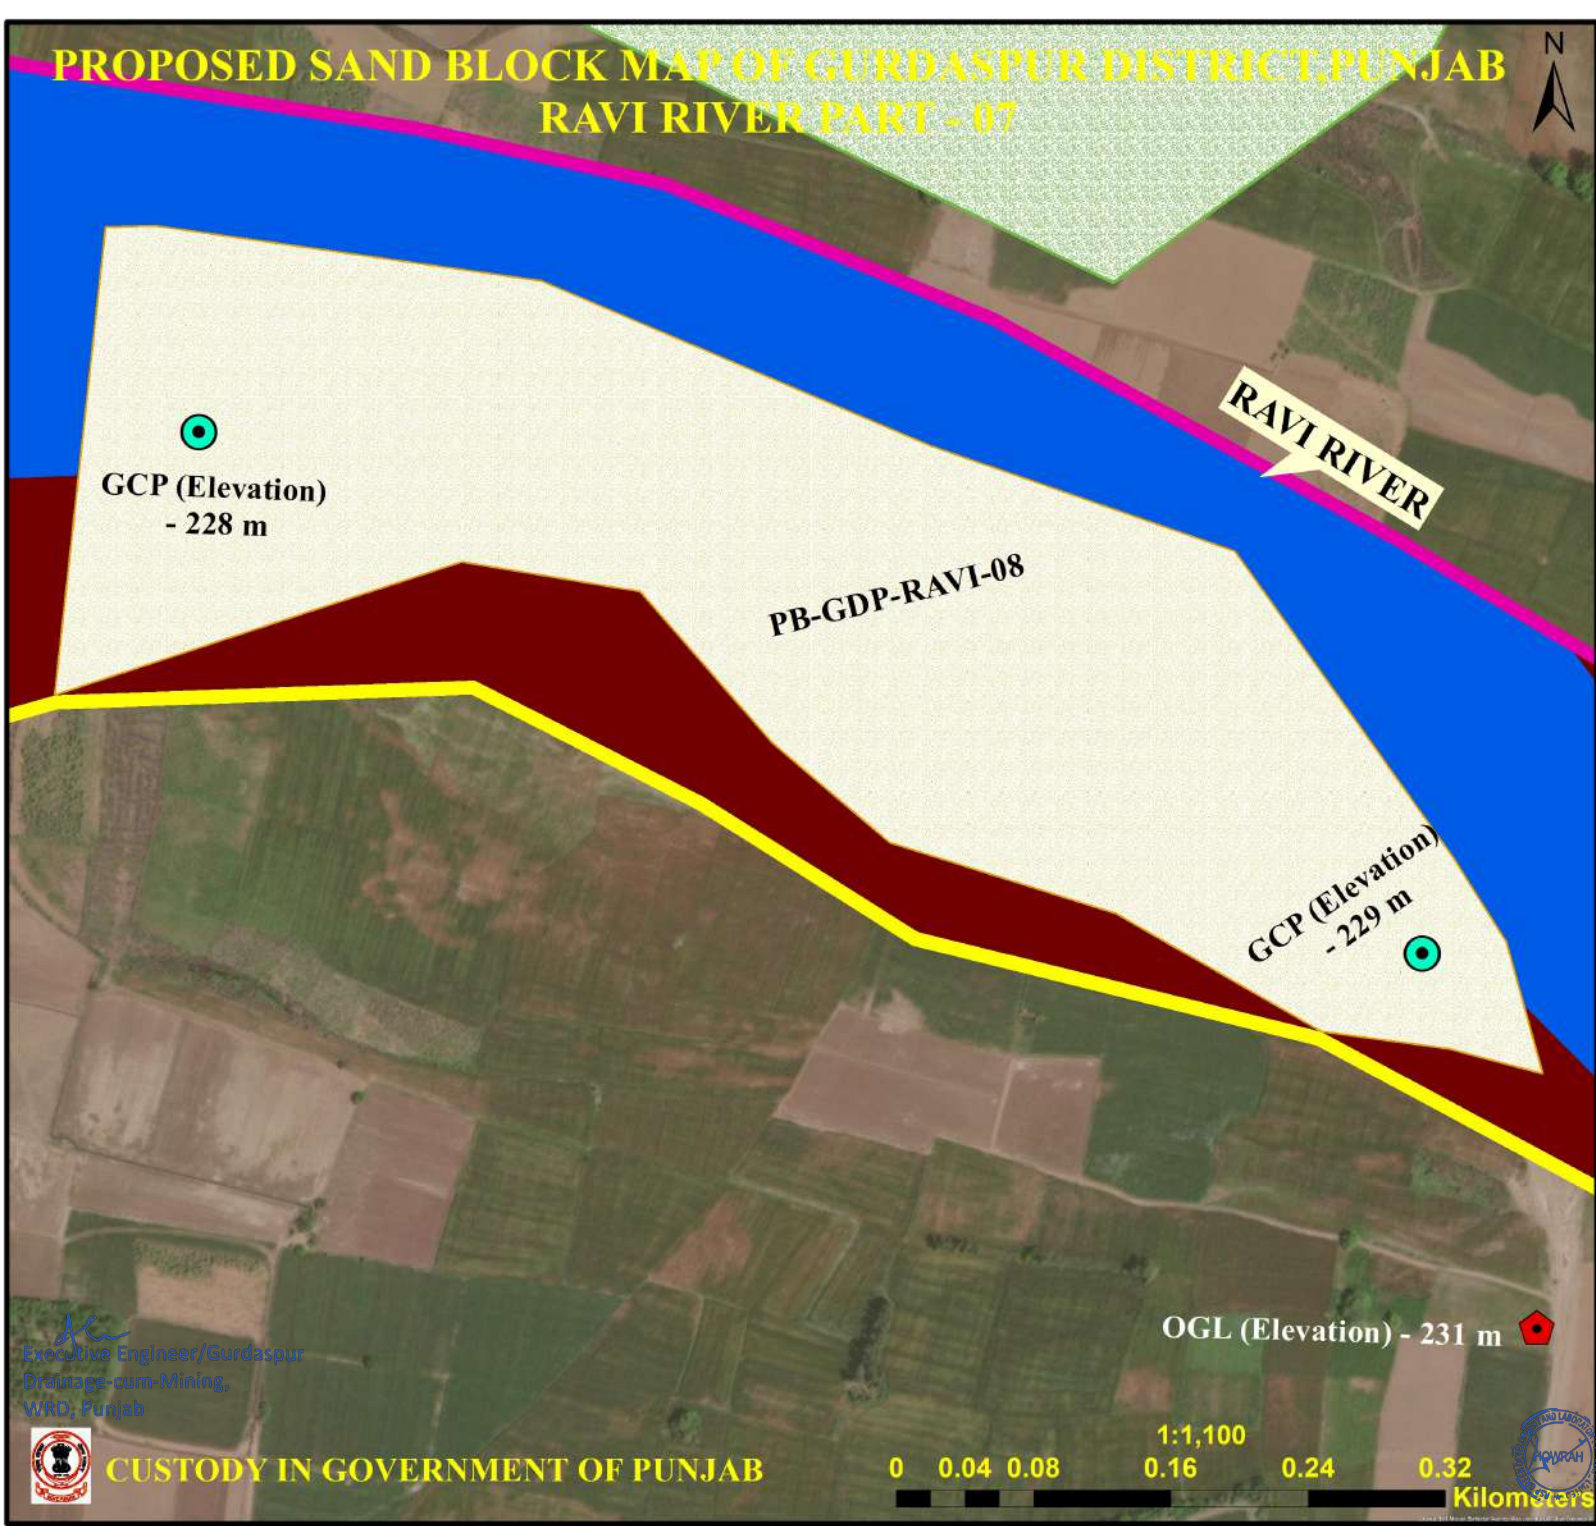 PROPOSED SAND BLOCK MAP OF GURDASPUR DISTRICT,PUNJAB
RAVI RIVER PART - 07
N
RAVI RIVER
GCP (Elevation)
- 228 m
PB-GDP-RAVI-08
GCP (Elevation)
- 229 m
OGL (Elevation) - 231 m
Executive Engineer/Gurdaspur
Drainage-cum-Mining,
WRD, Punjab
CUSTODY IN GOVERNMENT OF PUNJAB
1:1,100
0 0.04 0.08 0.16 0.24 0.32
Kilometers
HOWRAH